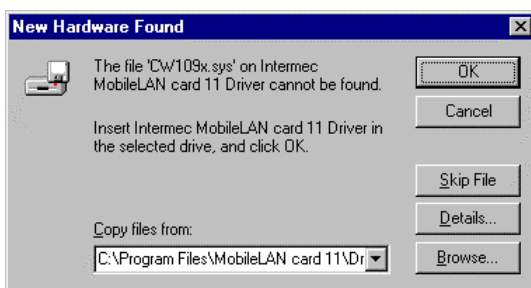 New Hardware Found
The file 'CW109x.sys' on Intermec
MobileLAN card 11 Driver cannot be found.
Insert Intermec MobileLAN card 11 Driver in
the selected drive, and click OK.
Copy files from:
C:\Program Files\MobileLAN card 11\Dr
OK
Cancel
Skip File
Details...
Browse...